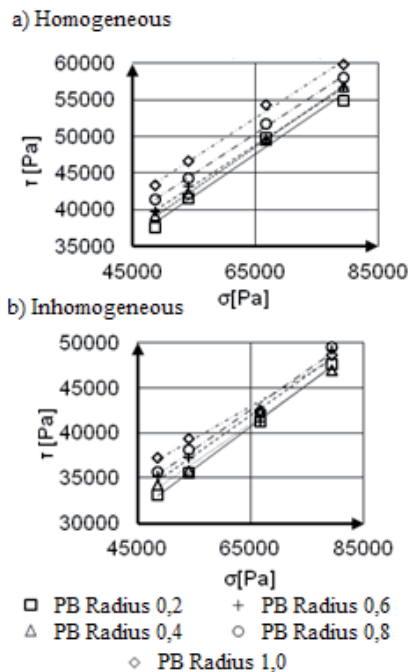 a) Homogeneous
60000
55000
50000
45000
40000
35000
τ [Pa]
45000 65000 85000
σ[Pa]
b) Inhomogeneous
50000
45000
40000
35000
30000
τ [Pa]
45000 65000 85000
σ[Pa]
PB Radius 0,2 PB Radius 0,6
PB Radius 0,4 PB Radius 0,8
PB Radius 1,0